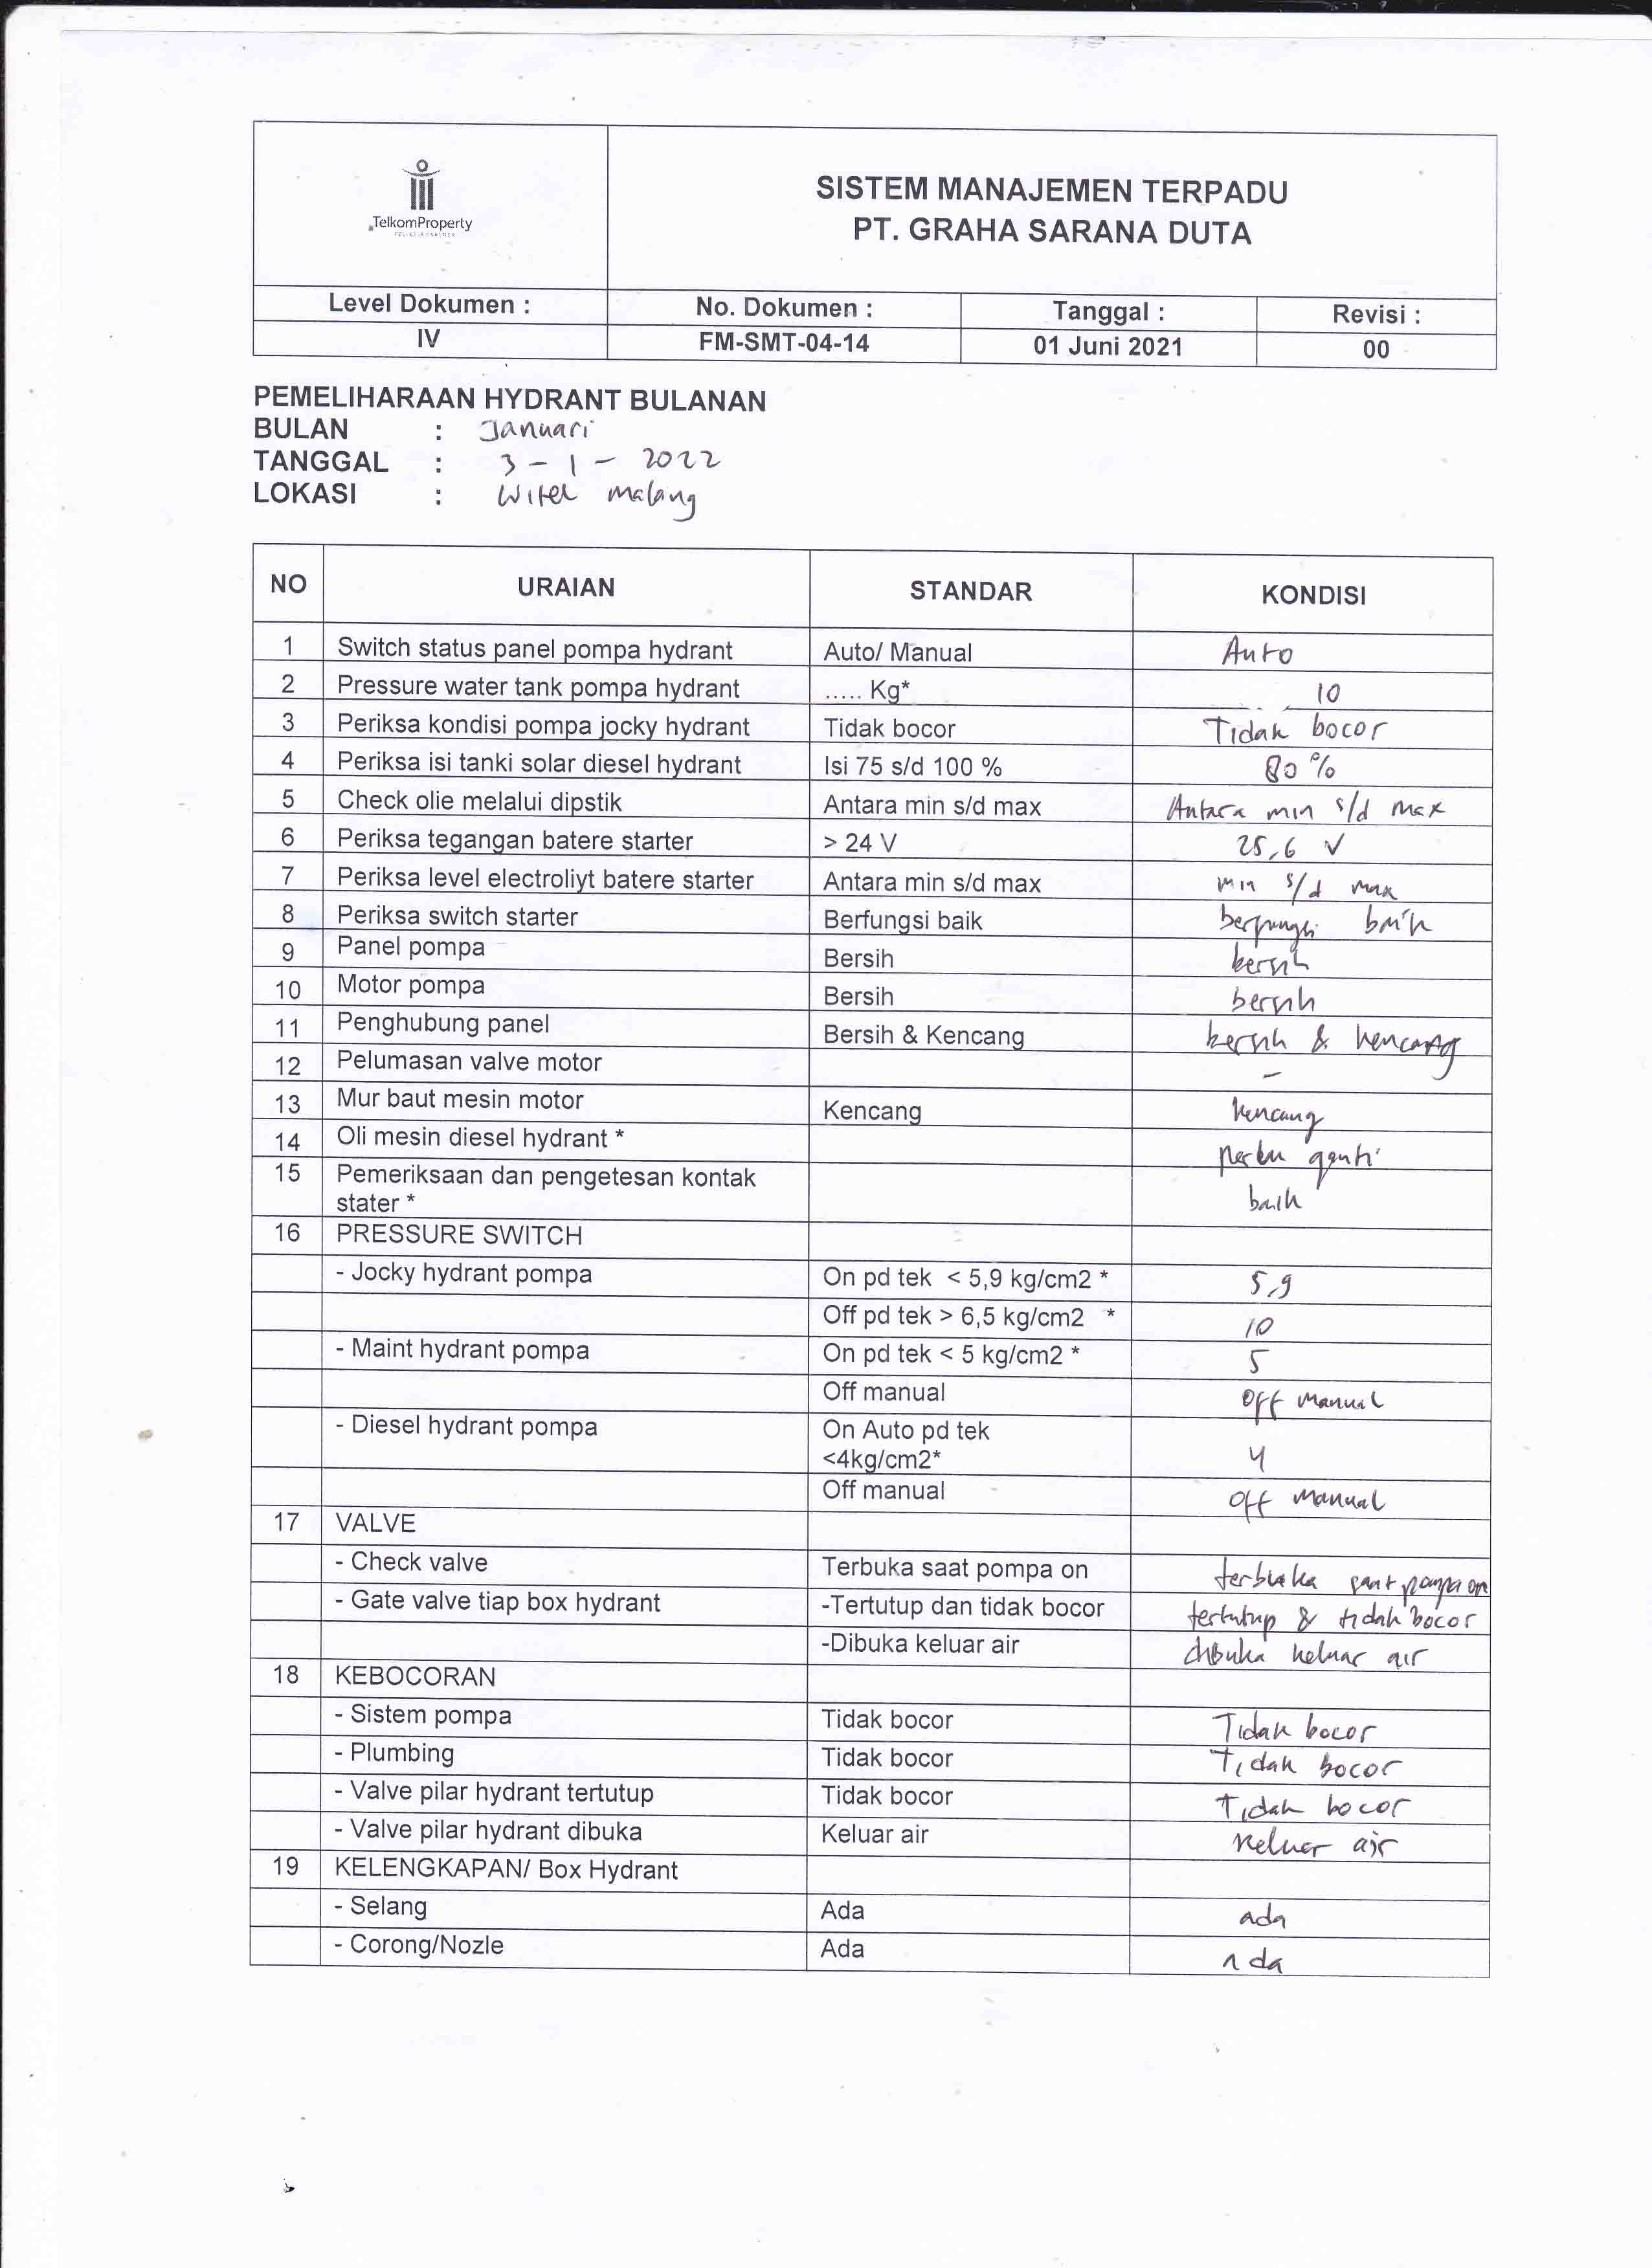 TelkomProperty
SISTEM MANAJEMEN TERPADU
PT. GRAHA SARANA DUTA
Level Dokumen : No. Dokumen : Tanggal : Revisi :
IV FM-SMT-04-14 01 Juni 2021 00
PEMELIHARAAN HYDRANT BULANAN
BULAN : Januari
TANGGAL : 3 - 1 - 2022
LOKASI : Witel malang
NO URAIAN STANDAR KONDISI
1 Switch status panel pompa hydrant Auto/ Manual Auto
2 Pressure water tank pompa hydrant ..... Kg* 10
3 Periksa kondisi pompa jocky hydrant Tidak bocor Tidak bocor
4 Periksa isi tanki solar diesel hydrant Isi 75 s/d 100 % 80 %
5 Check olie melalui dipstik Antara min s/d max Antara min s/d max
6 Periksa tegangan batere starter > 24 V 25,6 V
7 Periksa level electroliyt batere starter Antara min s/d max min s/d max
8 Periksa switch starter Berfungsi baik berfungsi baik
9 Panel pompa Bersih bersih
10 Motor pompa Bersih bersih
11 Penghubung panel Bersih & Kencang bersih & kencang
12 Pelumasan valve motor -
13 Mur baut mesin motor Kencang kencang
14 Oli mesin diesel hydrant * perlu ganti
15 Pemeriksaan dan pengetesan kontak
stater * baik
16 PRESSURE SWITCH
- Jocky hydrant pompa On pd tek < 5,9 kg/cm2 * 5,9
Off pd tek > 6,5 kg/cm2 * 10
- Maint hydrant pompa On pd tek < 5 kg/cm2 * 5
Off manual off manual
- Diesel hydrant pompa On Auto pd tek
<4kg/cm2* 4
Off manual off manual
17 VALVE
- Check valve Terbuka saat pompa on terbuka saat pompa on
- Gate valve tiap box hydrant -Tertutup dan tidak bocor tertutup & tidak bocor
-Dibuka keluar air dibuka keluar air
18 KEBOCORAN
- Sistem pompa Tidak bocor Tidak bocor
- Plumbing Tidak bocor Tidak bocor
- Valve pilar hydrant tertutup Tidak bocor Tidak bocor
- Valve pilar hydrant dibuka Keluar air Keluar air
19 KELENGKAPAN/ Box Hydrant
- Selang Ada ada
- Corong/Nozle Ada ada